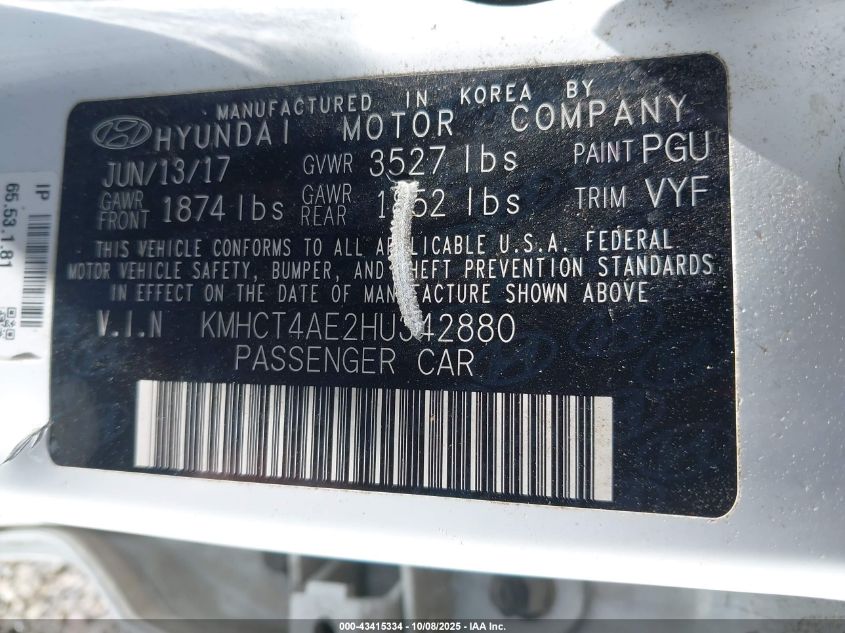 MANUFACTURED IN KOREA BY
HYUNDAI MOTOR COMPANY
JUN/13/17 GVWR 3527 lbs PAINT PGU
GAWR FRONT 1874 lbs GAWR REAR lbs TRIM VYF
THIS VEHICLE CONFORMS TO ALL APPLICABLE U.S.A. FEDERAL
MOTOR VEHICLE SAFETY, BUMPER, AND THEFT PREVENTION STANDARDS
IN EFFECT ON THE DATE OF MANUFACTURE SHOWN ABOVE
V.I.N KMHCT4AE2HU342880
PASSENGER CAR
IP
65.53.1.81
000-43415334 | 10/08/2025 | IAA Inc.